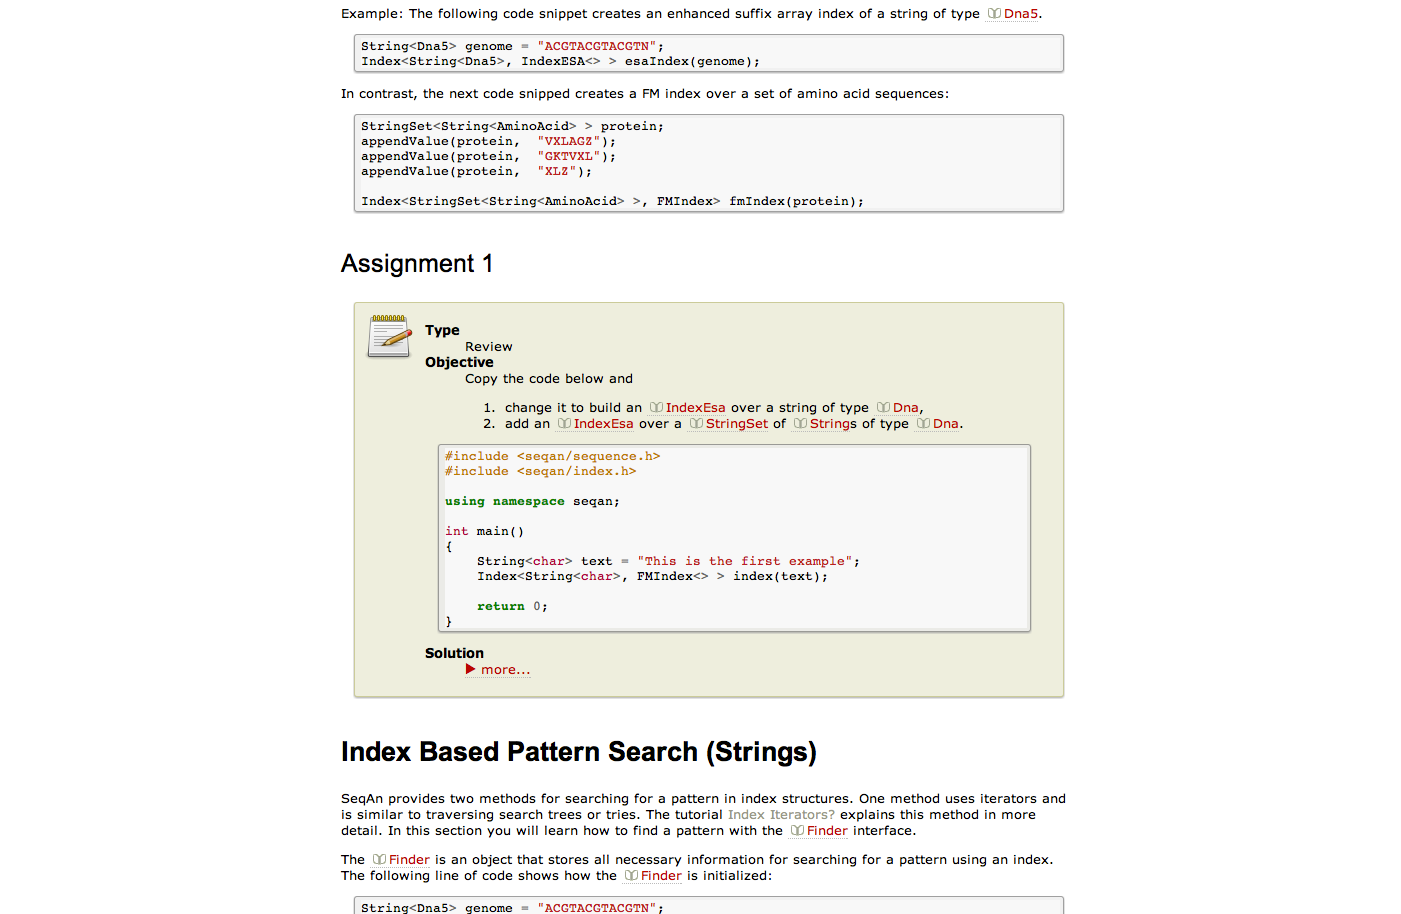 Example: The following code snippet creates an enhanced suffix array index of a string of type Dna5.
String<Dna5> genome = "ACGTACGTACGTN";
Index<String<Dna5>, IndexESA<> > esaIndex(genome);
In contrast, the next code snipped creates a FM index over a set of amino acid sequences:
StringSet<String<AminoAcid> > protein;
appendValue(protein,  "VXLAGZ");
appendValue(protein,  "GKTVXL");
appendValue(protein,  "XLZ");
Index<StringSet<String<AminoAcid> >, FMIndex> fmIndex(protein);
Assignment 1
Type
Review
Objective
Copy the code below and
1. change it to build an IndexEsa over a string of type Dna,
2. add an IndexEsa over a StringSet of Strings of type Dna.
#include <seqan/sequence.h>
#include <seqan/index.h>
using namespace seqan;
int main()
{
    String<char> text = "This is the first example";
    Index<String<char>, FMIndex<> > index(text);
    return 0;
}
Solution
more...
Index Based Pattern Search (Strings)
SeqAn provides two methods for searching for a pattern in index structures. One method uses iterators and
is similar to traversing search trees or tries. The tutorial Index Iterators? explains this method in more
detail. In this section you will learn how to find a pattern with the Finder interface.
The Finder is an object that stores all necessary information for searching for a pattern using an index.
The following line of code shows how the Finder is initialized:
String<Dna5> genome = "ACGTACGTACGTN";